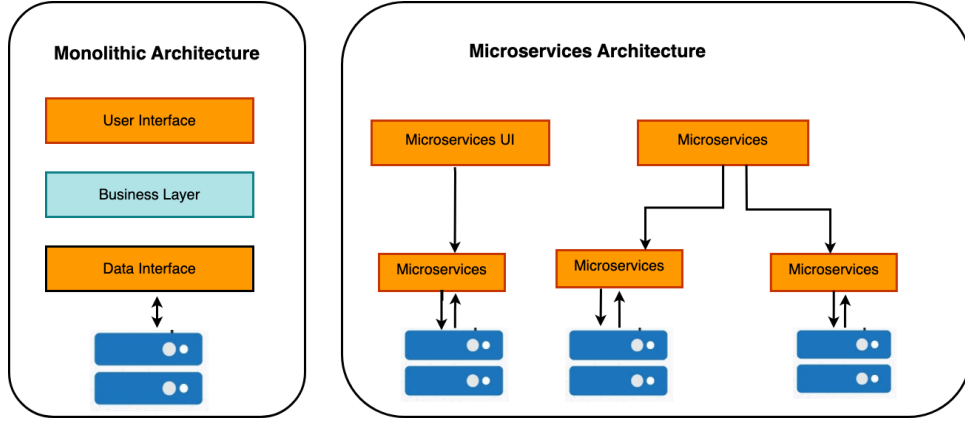 Monolithic Architecture
User Interface
Business Layer
Data Interface
Microservices Architecture
Microservices UI
Microservices
Microservices
Microservices
Microservices